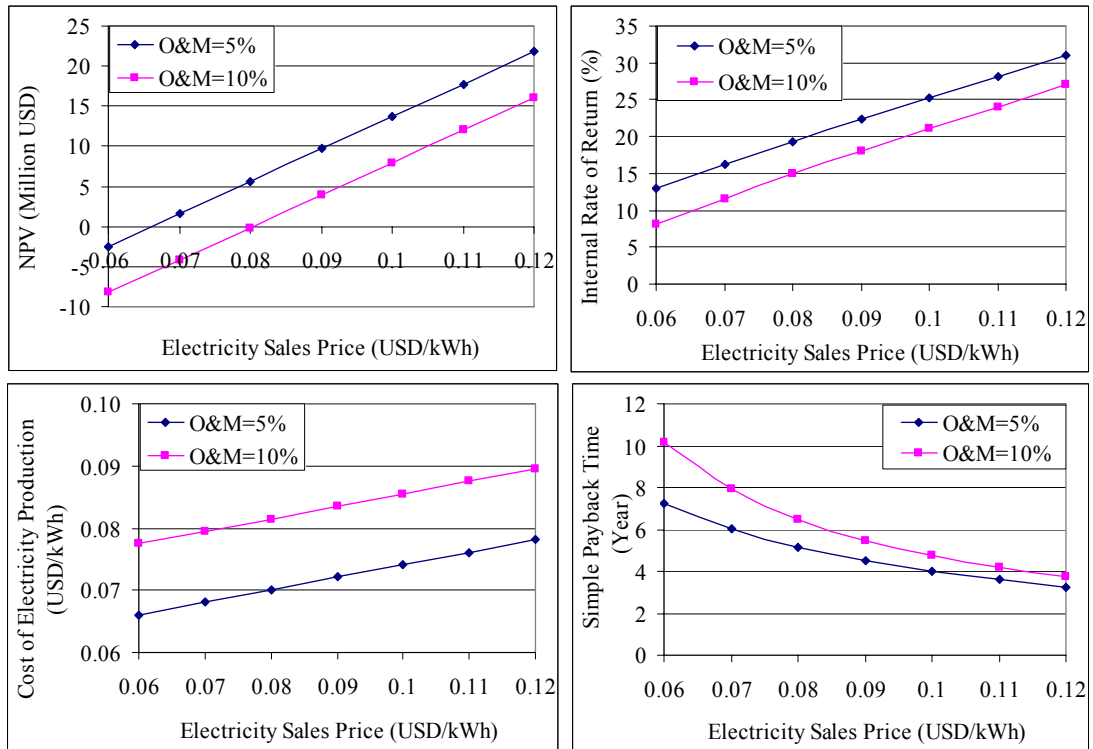 NPV (Million USD)
25
20
15
10
5
0
-5
-10
O&M=5%
O&M=10%
0.06 0.07 0.08 0.09 0.1 0.11 0.12
Electricity Sales Price (USD/kWh)
Internal Rate of Return (%)
35
30
25
20
15
10
5
0
O&M=5%
O&M=10%
0.06 0.07 0.08 0.09 0.1 0.11 0.12
Electricity Sales Price (USD/kWh)
Cost of Electricity Production
(USD/kWh)
0.10
0.09
0.08
0.07
0.06
O&M=5%
O&M=10%
0.06 0.07 0.08 0.09 0.1 0.11 0.12
Electricity Sales Price (USD/kWh)
Simple Payback Time
(Year)
12
10
8
6
4
2
0
O&M=5%
O&M=10%
0.06 0.07 0.08 0.09 0.1 0.11 0.12
Electricity Sales Price (USD/kWh)